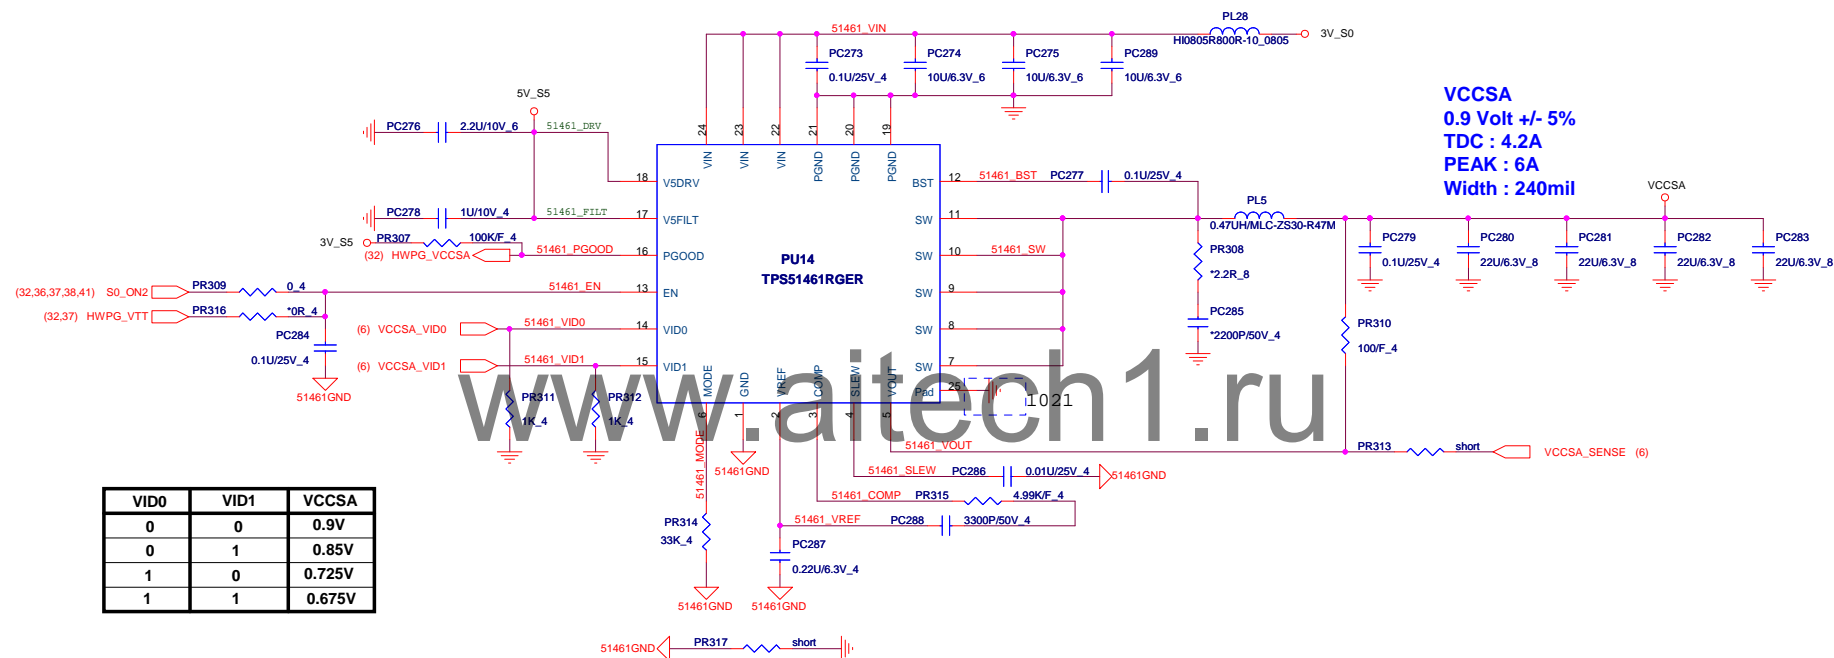 PL28
51461_VIN
HI0805R800R-10_0805
3V_S0
PC273
0.1U/25V_4
PC274
10U/6.3V_6
PC275
10U/6.3V_6
PC289
10U/6.3V_6
VCCSA
0.9 Volt +/- 5%
TDC : 4.2A
PEAK : 6A
Width : 240mil
5V_S5
PC276
2.2U/10V_6
51461_DRV
24
23
22
21
20
19
VIN
VIN
VIN
PGND
PGND
PGND
18
V5DRV
BST
12
51461_BST
PC277
0.1U/25V_4
VCCSA
PC278
1U/10V_4
51461_FILT
17
V5FILT
SW
11
PL5
0.47UH/MLC-ZS30-R47M
3V_S5
PR307
100K/F_4
(32) HWPG_VCCSA
51461_PGOOD
16
PGOOD
PU14
TPS51461RGER
SW
10
51461_SW
PR308
*2.2R_8
PC279
0.1U/25V_4
PC280
22U/6.3V_8
PC281
22U/6.3V_8
PC282
22U/6.3V_8
PC283
22U/6.3V_8
(32,36,37,38,41) S0_ON2
PR309
0_4
51461_EN
13
EN
SW
9
(32,37) HWPG_VTT
PR316
*0R_4
PC284
0.1U/25V_4
51461GND
(6) VCCSA_VID0
51461_VID0
14
VID0
SW
8
PC285
*2200P/50V_4
PR310
100/F_4
(6) VCCSA_VID1
51461_VID1
15
VID1
SW
7
Pad
25
1021
www.aitech1.ru
PR311
1K_4
PR312
1K_4
MODE
GND
VREF
COMP
SLEW
VOUT
6
1
2
3
4
5
51461_MODE
51461GND
51461_VOUT
PR313
short
VCCSA_SENSE (6)
51461_SLEW
PC286
0.01U/25V_4
51461GND
51461_COMP
PR315
4.99K/F_4
51461_VREF
PC288
3300P/50V_4
PR314
33K_4
PC287
0.22U/6.3V_4
51461GND
51461GND
VID0 VID1 VCCSA
0 0 0.9V
0 1 0.85V
1 0 0.725V
1 1 0.675V
51461GND
PR317
short